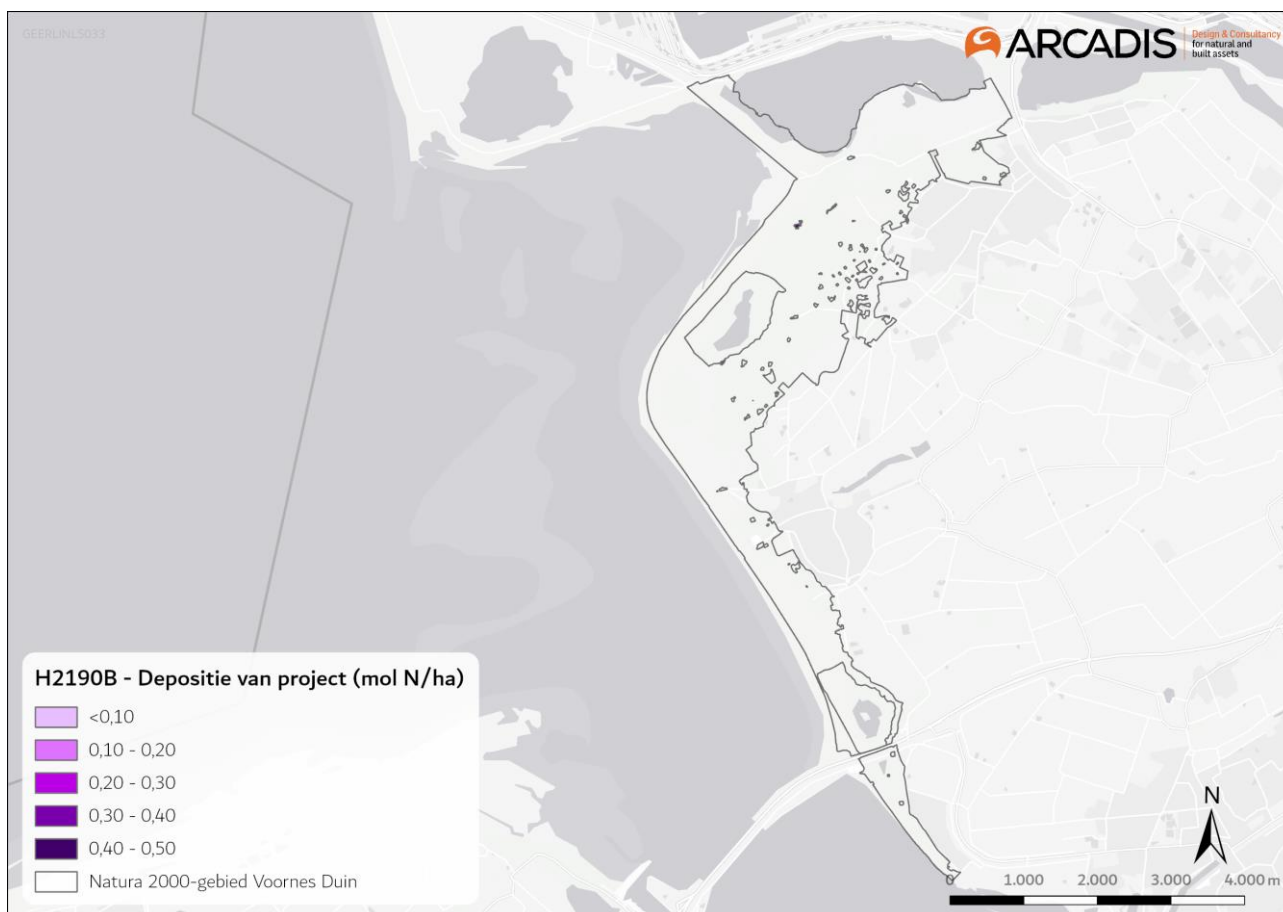 GEERLINLS033
ARCADIS
Design & Consultancy
for natural and
built assets
H2190B - Depositie van project (mol N/ha)
<0,10
0,10 - 0,20
0,20 - 0,30
0,30 - 0,40
0,40 - 0,50
Natura 2000-gebied Voornes Duin
N
0 1.000 2.000 3.000 4.000 m